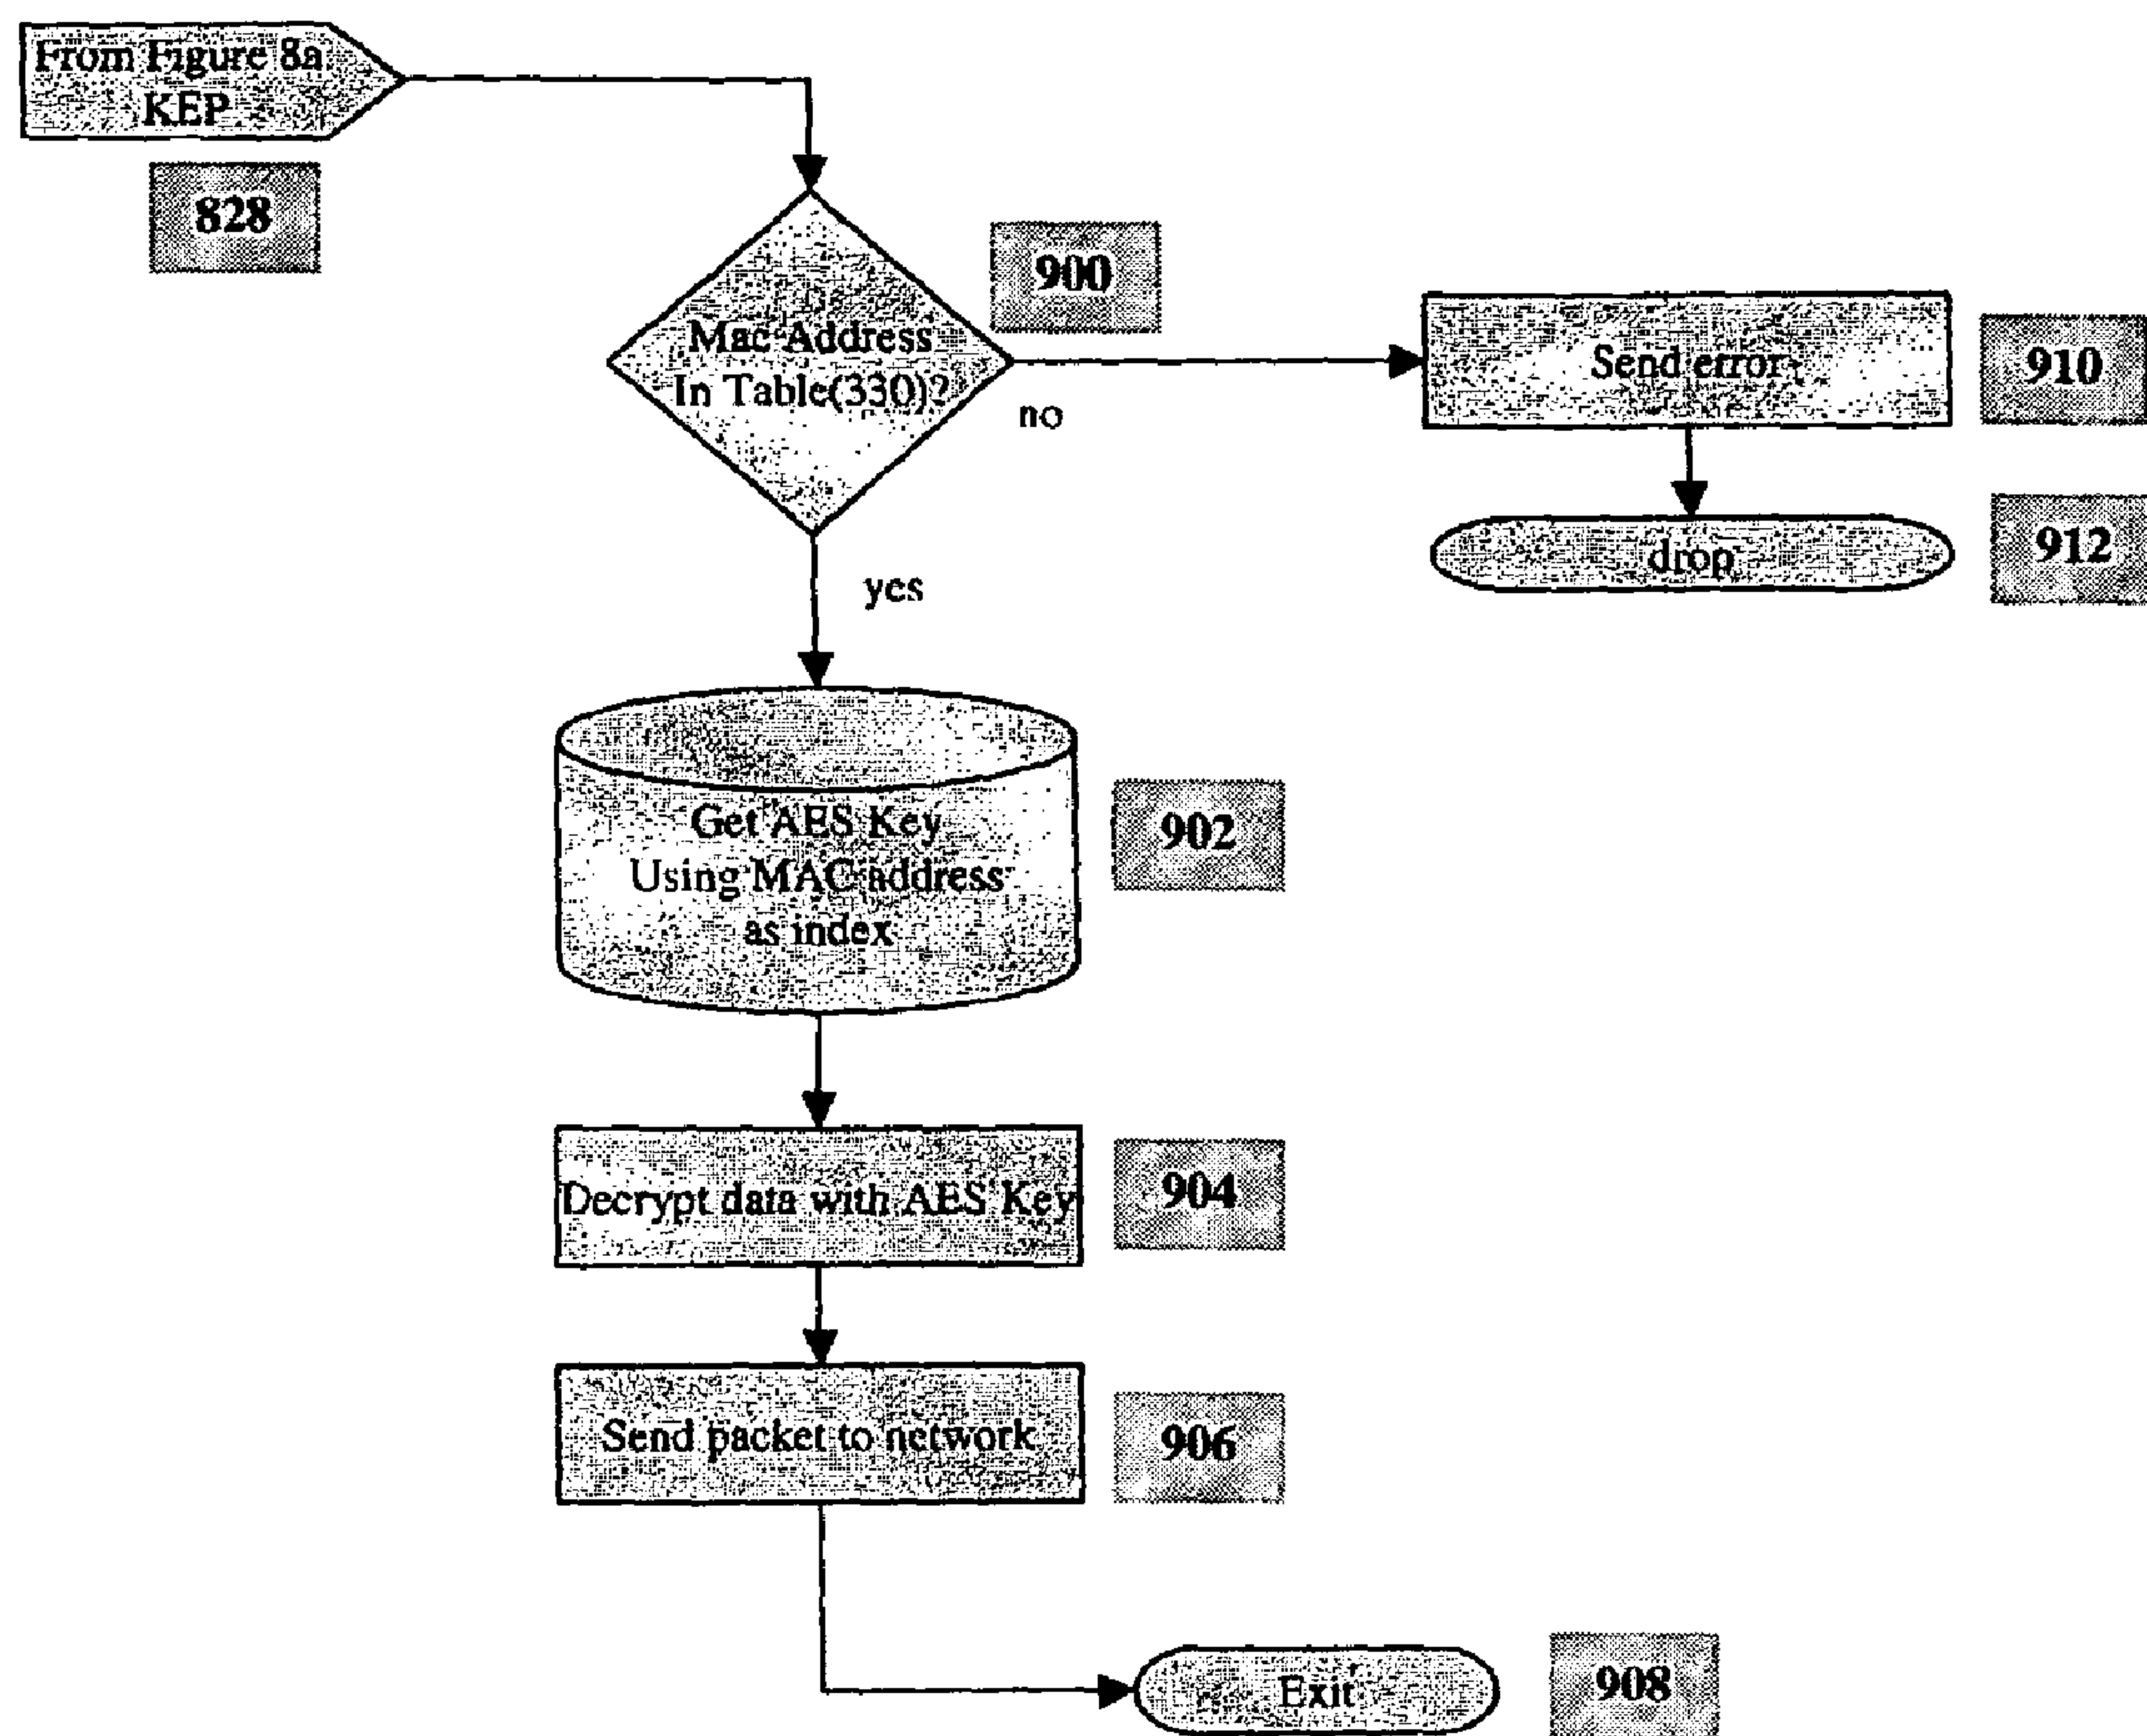 From Figure 8a
KEP
828
900
Mac Address
In Table(330)?
no
Send error
910
drop
912
yes
Get AES Key
Using MAC address
as index
902
Decrypt data with AES Key
904
Send packet to network
906
Exit
908